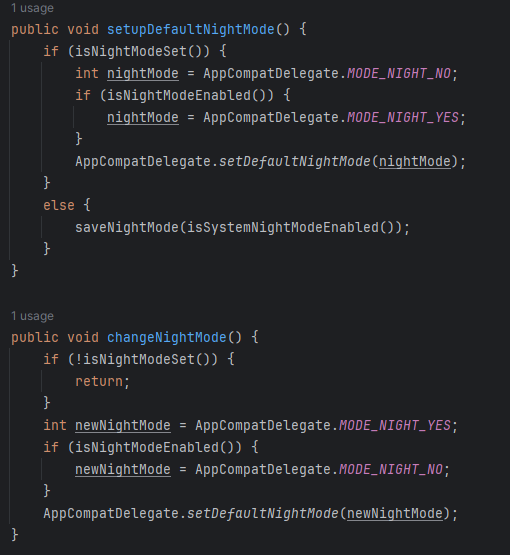 1 usage
public void setupDefaultNightMode() {
if (isNightModeSet()) {
int nightMode = AppCompatDelegate.MODE_NIGHT_NO;
if (isNightModeEnabled()) {
nightMode = AppCompatDelegate.MODE_NIGHT_YES;
}
AppCompatDelegate.setDefaultNightMode(nightMode);
}
else {
saveNightMode(isSystemNightModeEnabled());
}
}
1 usage
public void changeNightMode() {
if (!isNightModeSet()) {
return;
}
int newNightMode = AppCompatDelegate.MODE_NIGHT_YES;
if (isNightModeEnabled()) {
newNightMode = AppCompatDelegate.MODE_NIGHT_NO;
}
AppCompatDelegate.setDefaultNightMode(newNightMode);
}